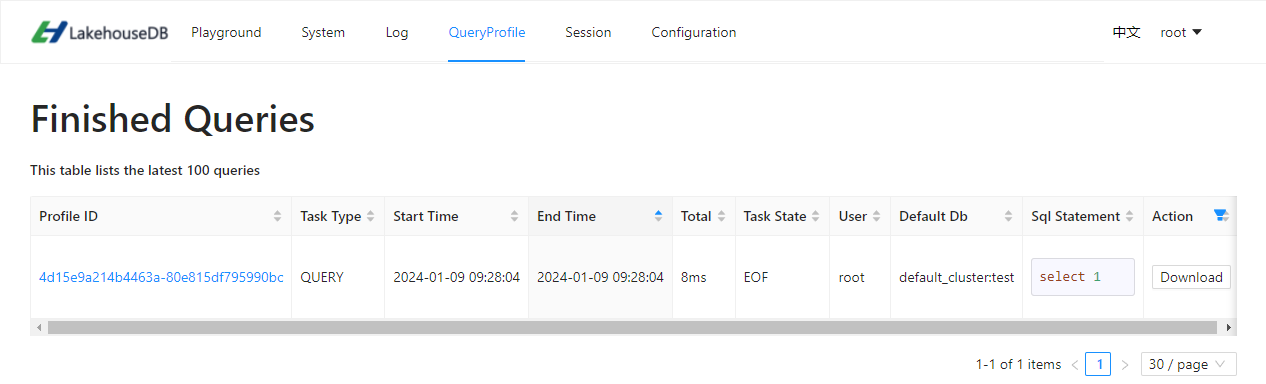 LakehouseDB Playground System Log QueryProfile Session Configuration 中文 root
Finished Queries
This table lists the latest 100 queries
Profile ID Task Type Start Time End Time Total Task State User Default Db Sql Statement Action
4d15e9a214b4463a-80e815df795990bc QUERY 2024-01-09 09:28:04 2024-01-09 09:28:04 8ms EOF root default_cluster:test select 1 Download
1-1 of 1 items 1 30 / page